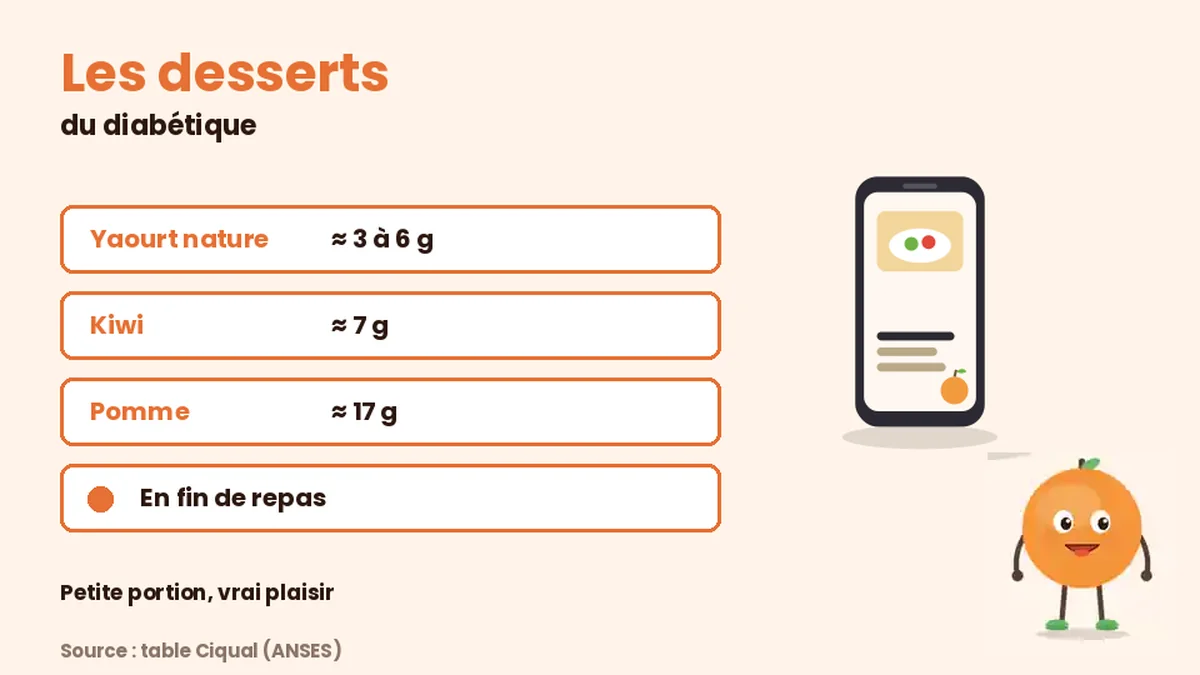 Les desserts
du diabétique
Yaourt nature ≈ 3 à 6 g
Kiwi ≈ 7 g
Pomme ≈ 17 g
En fin de repas
Petite portion, vrai plaisir
Source : table Ciqual (ANSES)